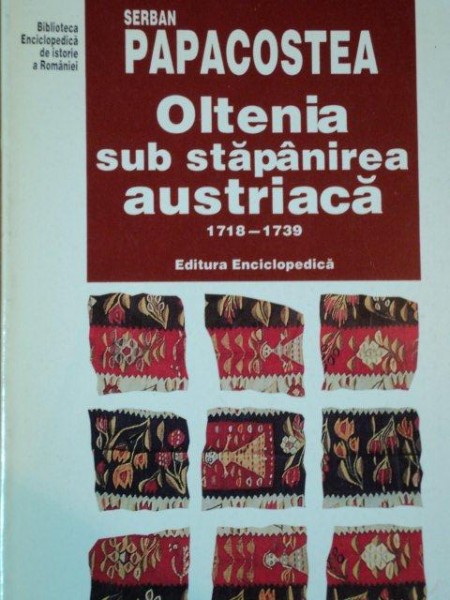 Biblioteca
Enciclopedică
de istorie
a României
SERBAN
PAPACOSTEA
Oltenia
sub stăpânirea
austriacă
1718 – 1739
Editura Enciclopedică